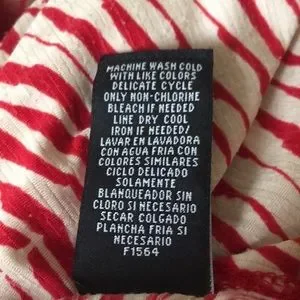 MACHINE WASH COLD
WITH LIKE COLORS
DELICATE CYCLE
ONLY NON-CHLORINE
BLEACH IF NEEDED
LINE DRY COOL
IRON IF NEEDED/
LAVAR EN LAVADORA
CON AGUA FRIA CON
COLORES SIMILARES
CICLO DELICADO
SOLAMENTE
BLANQUEADOR SIN
CLORO SI NECESARIO
SECAR COLGADO
PLANCHA FRIA SI
NECESARIO
F1564